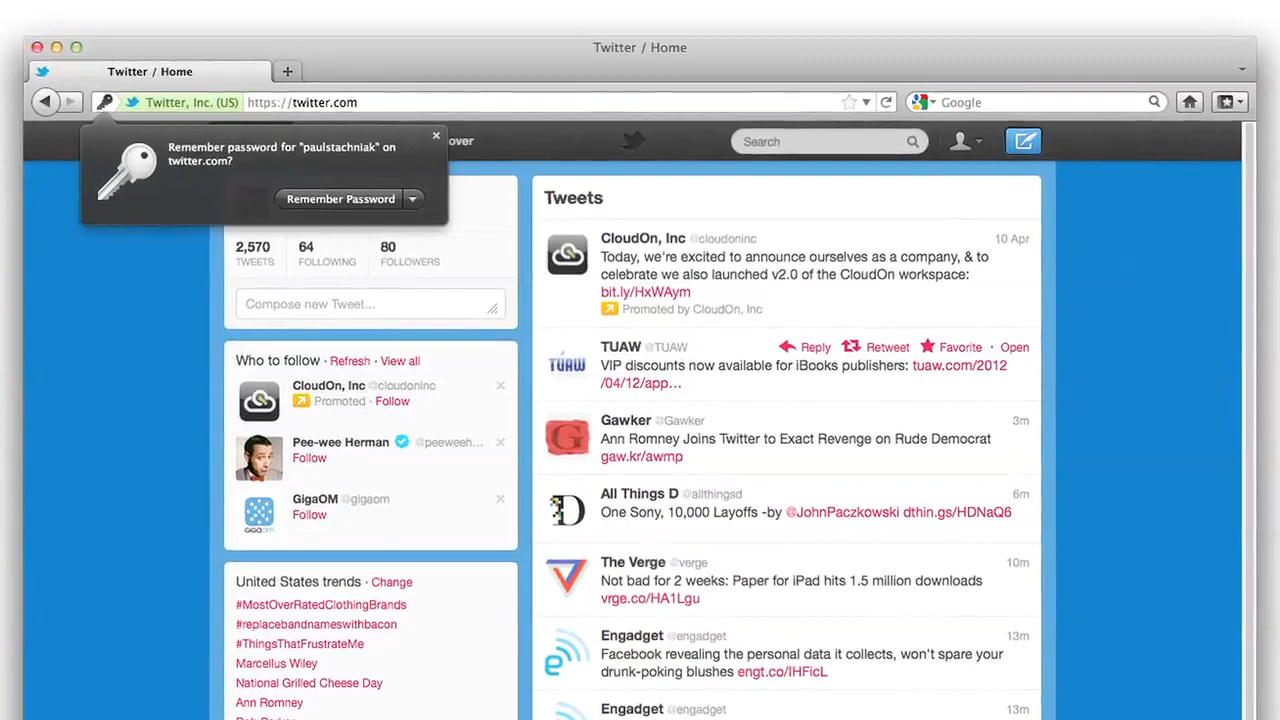 Twitter / Home
Twitter / Home
Twitter, Inc. (US) https://twitter.com
Google
Remember password for "paulstachniak" on
twitter.com?
Remember Password
over
Search
2,570
TWEETS
64
FOLLOWING
80
FOLLOWERS
Compose new Tweet...
Who to follow · Refresh · View all
CloudOn, Inc @cloudoninc
Promoted · Follow
Pee-wee Herman @peeweeh...
Follow
GigaOM @gigaom
Follow
GIGAOM
United States trends · Change
#MostOverRatedClothingBrands
#replacebandnameswithbacon
#ThingsThatFrustrateMe
Marcellus Wiley
National Grilled Cheese Day
Ann Romney
Tweets
CloudOn, Inc @cloudoninc 10 Apr
Today, we're excited to announce ourselves as a company, & to
celebrate we also launched v2.0 of the CloudOn workspace:
bit.ly/HxWAym
Promoted by CloudOn, Inc
TUAW @TUAW Reply Retweet Favorite · Open
TUAW
VIP discounts now available for iBooks publishers: tuaw.com/2012
/04/12/app…
Gawker @Gawker 3m
G
Ann Romney Joins Twitter to Exact Revenge on Rude Democrat
gaw.kr/awmp
All Things D @allthingsd 6m
D
One Sony, 10,000 Layoffs -by @JohnPaczkowski dthin.gs/HDNaQ6
The Verge @verge 10m
Not bad for 2 weeks: Paper for iPad hits 1.5 million downloads
vrge.co/HA1Lgu
Engadget @engadget 13m
Facebook revealing the personal data it collects, won't spare your
drunk-poking blushes engt.co/IHFicL
Engadget @engadget 13m